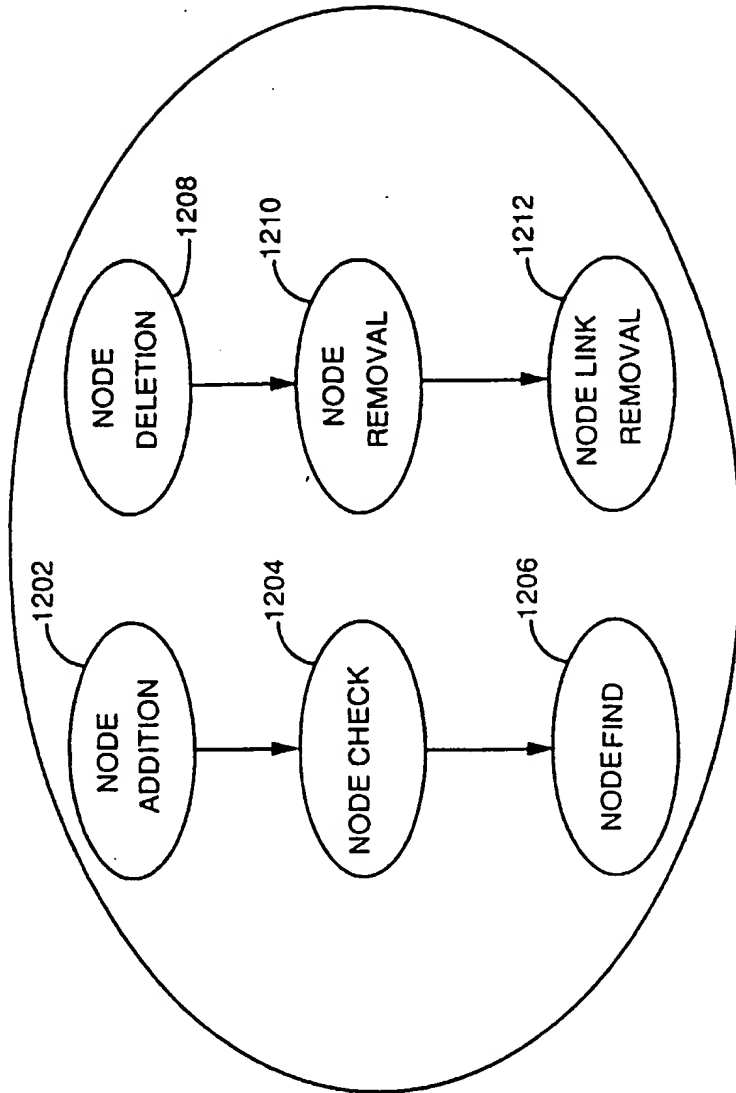 NODE
ADDITION
1202
NODE CHECK
1204
NODEFIND
1206
NODE
DELETION
1208
NODE
REMOVAL
1210
NODE LINK
REMOVAL
1212